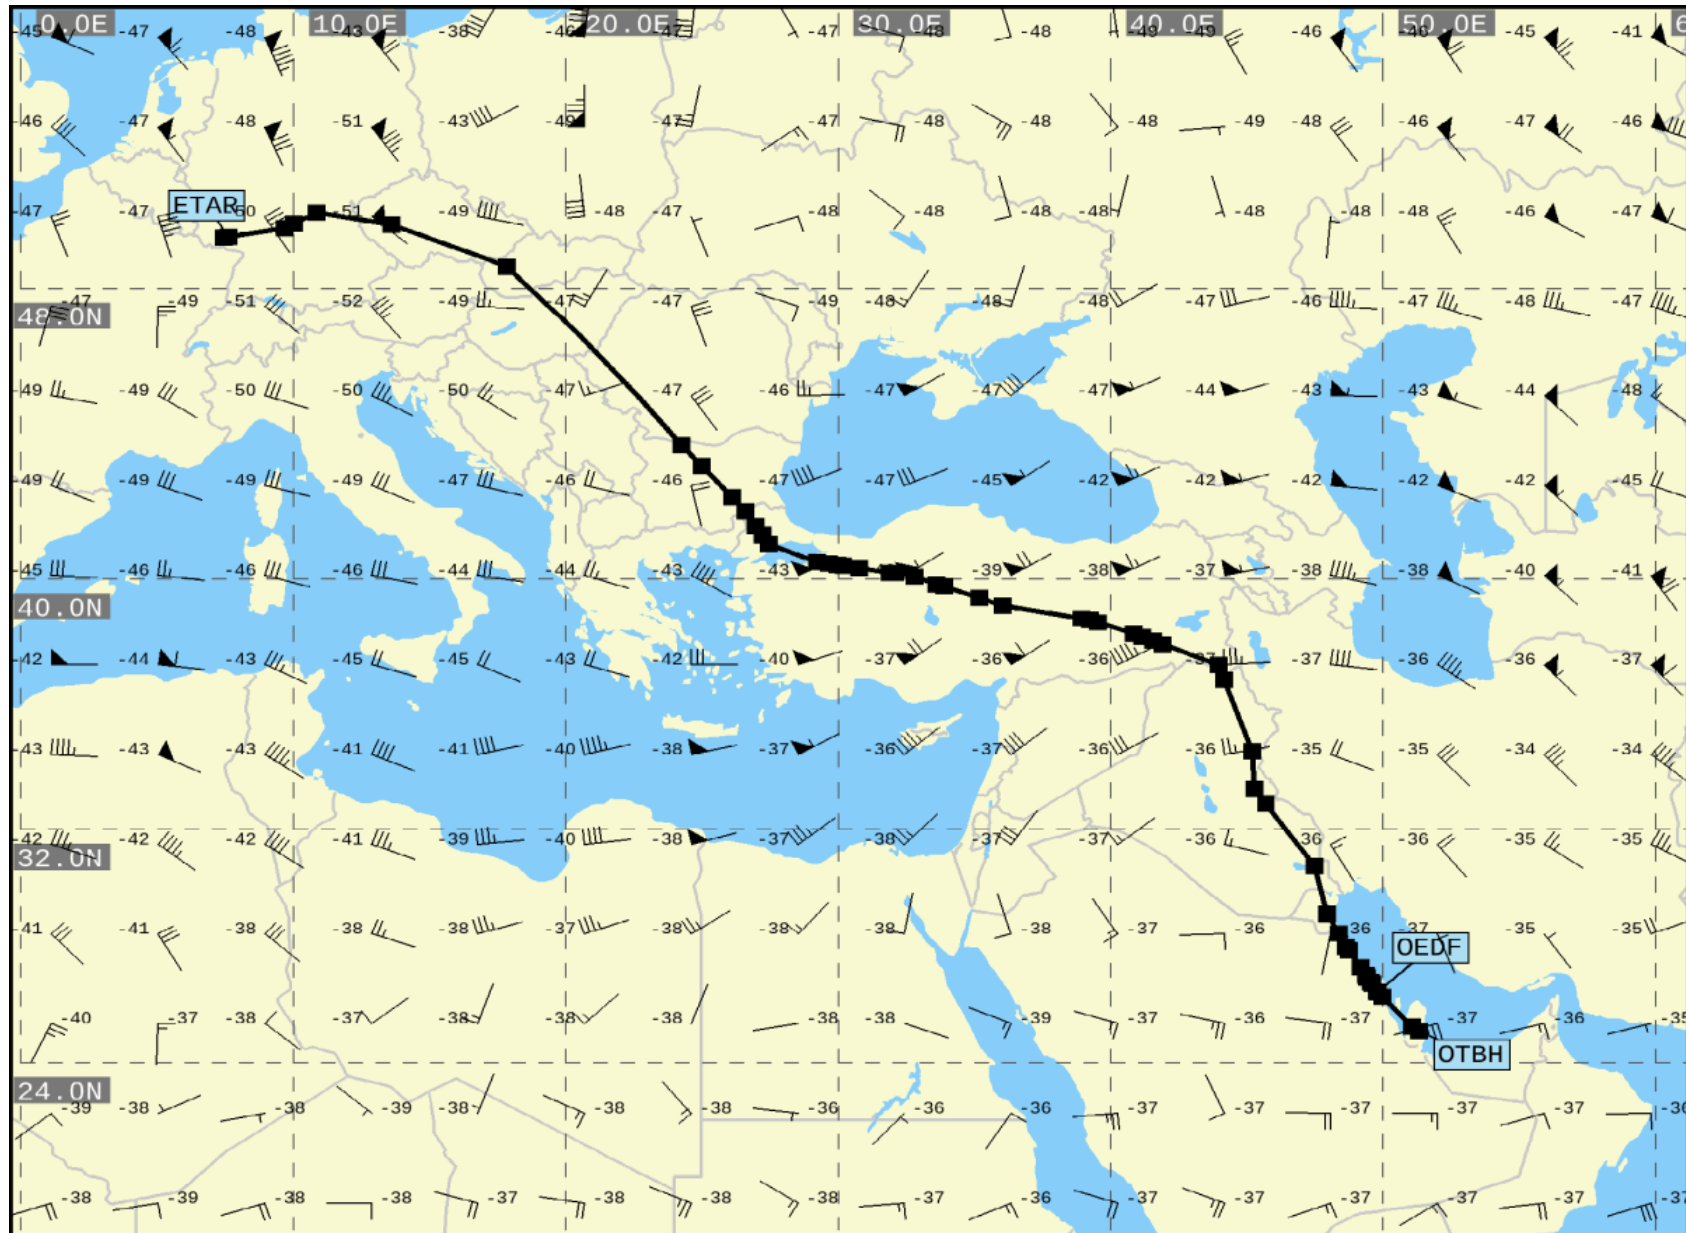 -45 0.0E -47 -48 10.0E -43 -38 20.0E -46 -47 30.0E -48 40.0E -49 -46 50.0E -45 -41 6
-46 -47 -48 -51 -43 -49 -47 -47 -48 -48 -48 -49 -48 -46 -47 -46
-47 -47 ETAR 50 -51 -49 -48 -47 -48 -48 -48 -48 -48 -48 -46 -47
-47 -49 -51 -52 -49 -47 -47 -49 -48 -48 -48 -47 -46 -47 -48 -47
48.0N
-49 -49 -50 -50 -50 -47 -47 -46 -47 -47 -47 -44 -43 -43 -44 -48
-49 -49 -49 -49 -47 -46 -46 -47 -47 -45 -42 -42 -42 -42 -42 -45
-45 -46 -46 -46 -44 -44 -43 -43 -39 -38 -37 -38 -38 -40 -41
40.0N
-42 -44 -43 -45 -45 -43 -42 -40 -37 -36 -36 -37 -37 -36 -36 -37
-43 -43 -43 -41 -41 -40 -38 -37 -36 -37 -36 -36 -35 -35 -34 -34
-42 -42 -42 -41 -39 -40 -38 -37 -38 -37 -37 -36 36 -36 -35 -35
32.0N
-41 -41 -38 -38 -38 -37 -38 -38 -38 -38 -37 -36 36 -37 -35 -35
OEDF
-40 -37 -38 -37 -38 -38 -38 -38 -38 -39 -37 -36 -37 -37 -36 -35
OTBH
24.0N
-39 -38 -38 -39 -38 -38 -38 -36 -36 -36 -37 -37 -37 -37 -37 -36
-38 -39 -38 -38 -37 -38 -38 -38 -37 -36 -37 -37 -37 -37 -37 -37